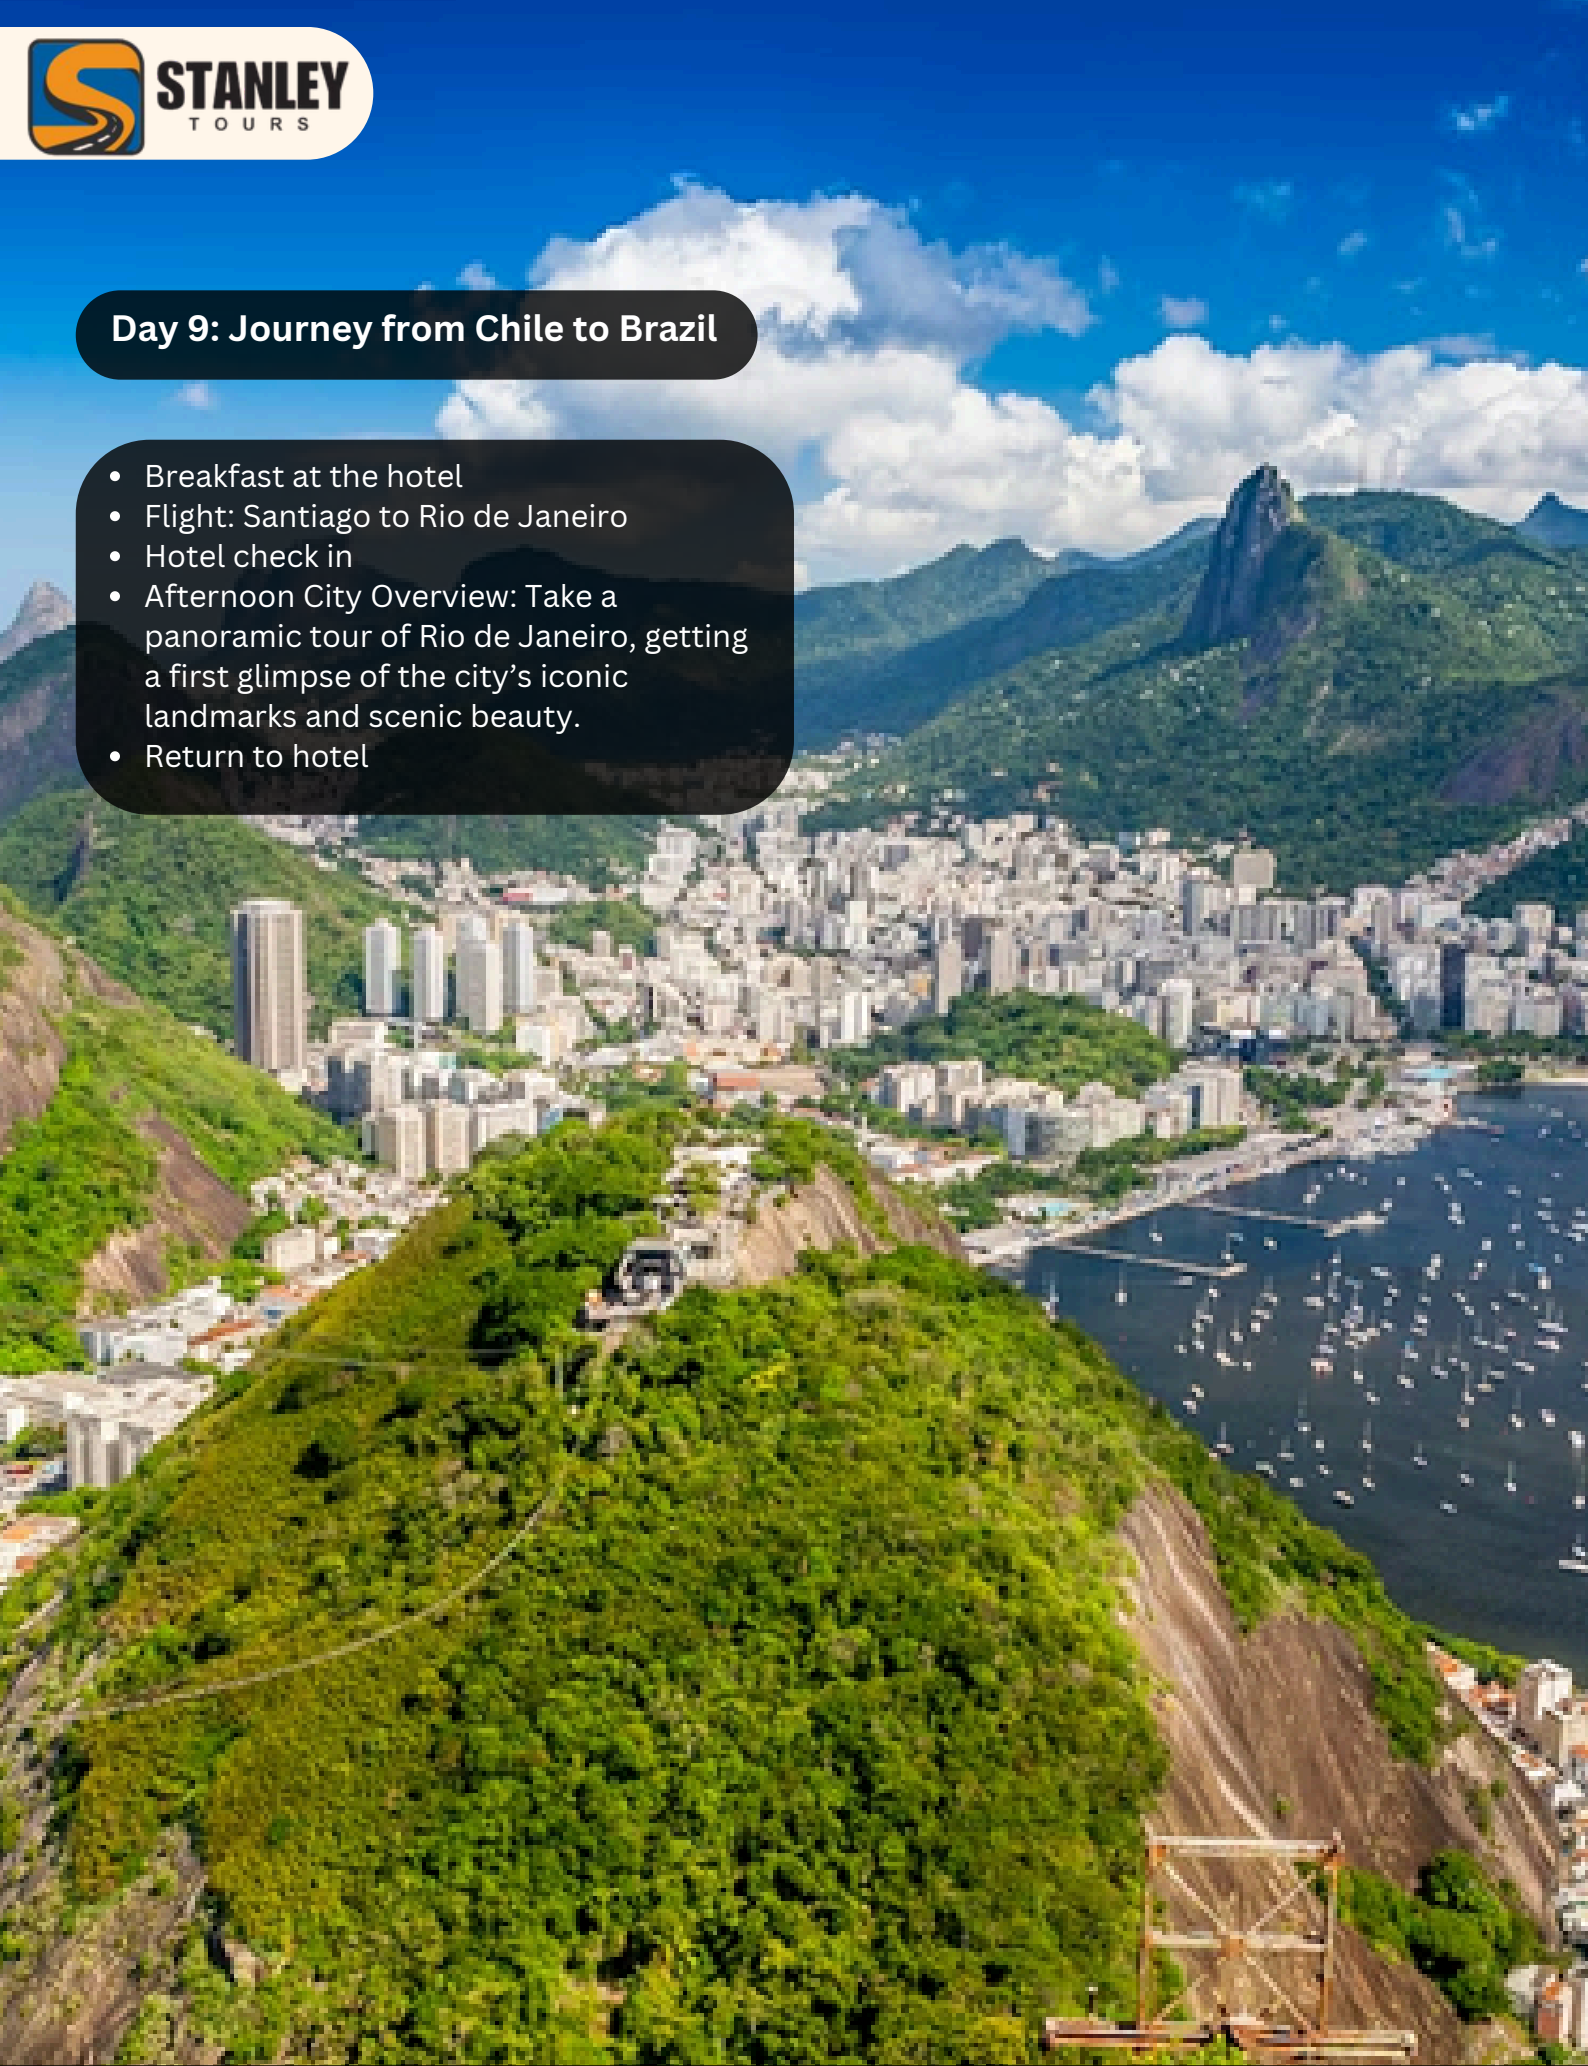 STANLEY
TOURS
Day 9: Journey from Chile to Brazil
• Breakfast at the hotel
• Flight: Santiago to Rio de Janeiro
• Hotel check in
• Afternoon City Overview: Take a
panoramic tour of Rio de Janeiro, getting
a first glimpse of the city’s iconic
landmarks and scenic beauty.
• Return to hotel